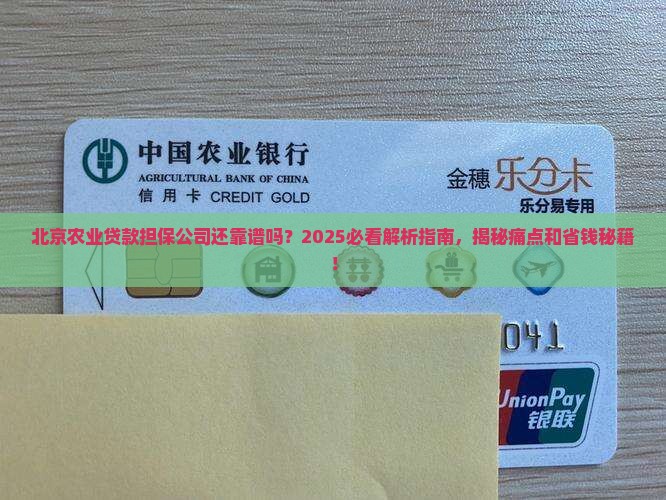 中国农业银行
AGRICULTURAL BANK OF CHINA
信用卡 CREDIT GOLD
金穗 乐分卡
乐分易专用
北京农业贷款担保公司还靠谱吗？2025必看解析指南，揭秘痛点和省钱秘籍
！
041
UnionPay
银联